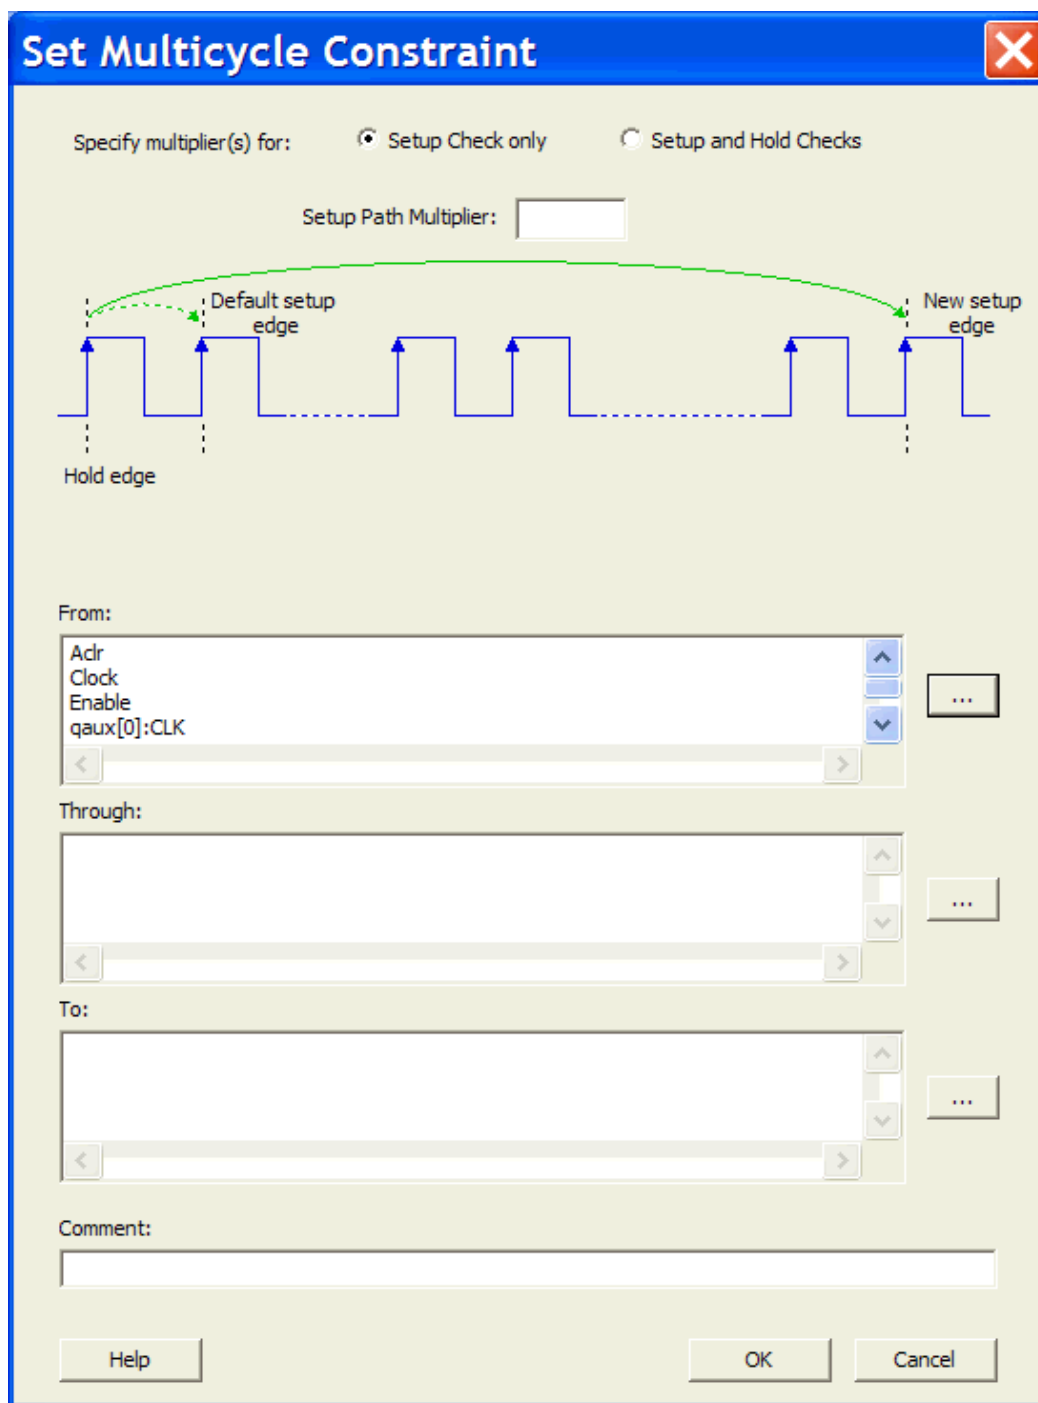 Set Multicycle Constraint
Specify multiplier(s) for: Setup Check only Setup and Hold Checks
Setup Path Multiplier:
Default setup
edge
New setup
edge
Hold edge
From:
Aclr
Clock
Enable
qaux[0]:CLK
...
Through:
...
To:
...
Comment:
Help OK Cancel